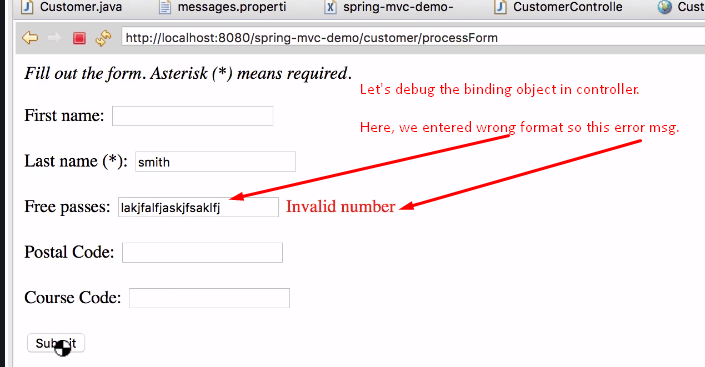 Customer.java messages.properti spring-mvc-demo- CustomerControlle Cust
http://localhost:8080/spring-mvc-demo/customer/processForm
Fill out the form. Asterisk (*) means required.
Let's debug the binding object in controller.
First name:
Here, we entered wrong format so this error msg.
Last name (*): smith
Free passes: lakjfalfjaskjfsaklfj Invalid number
Postal Code:
Course Code:
Submit